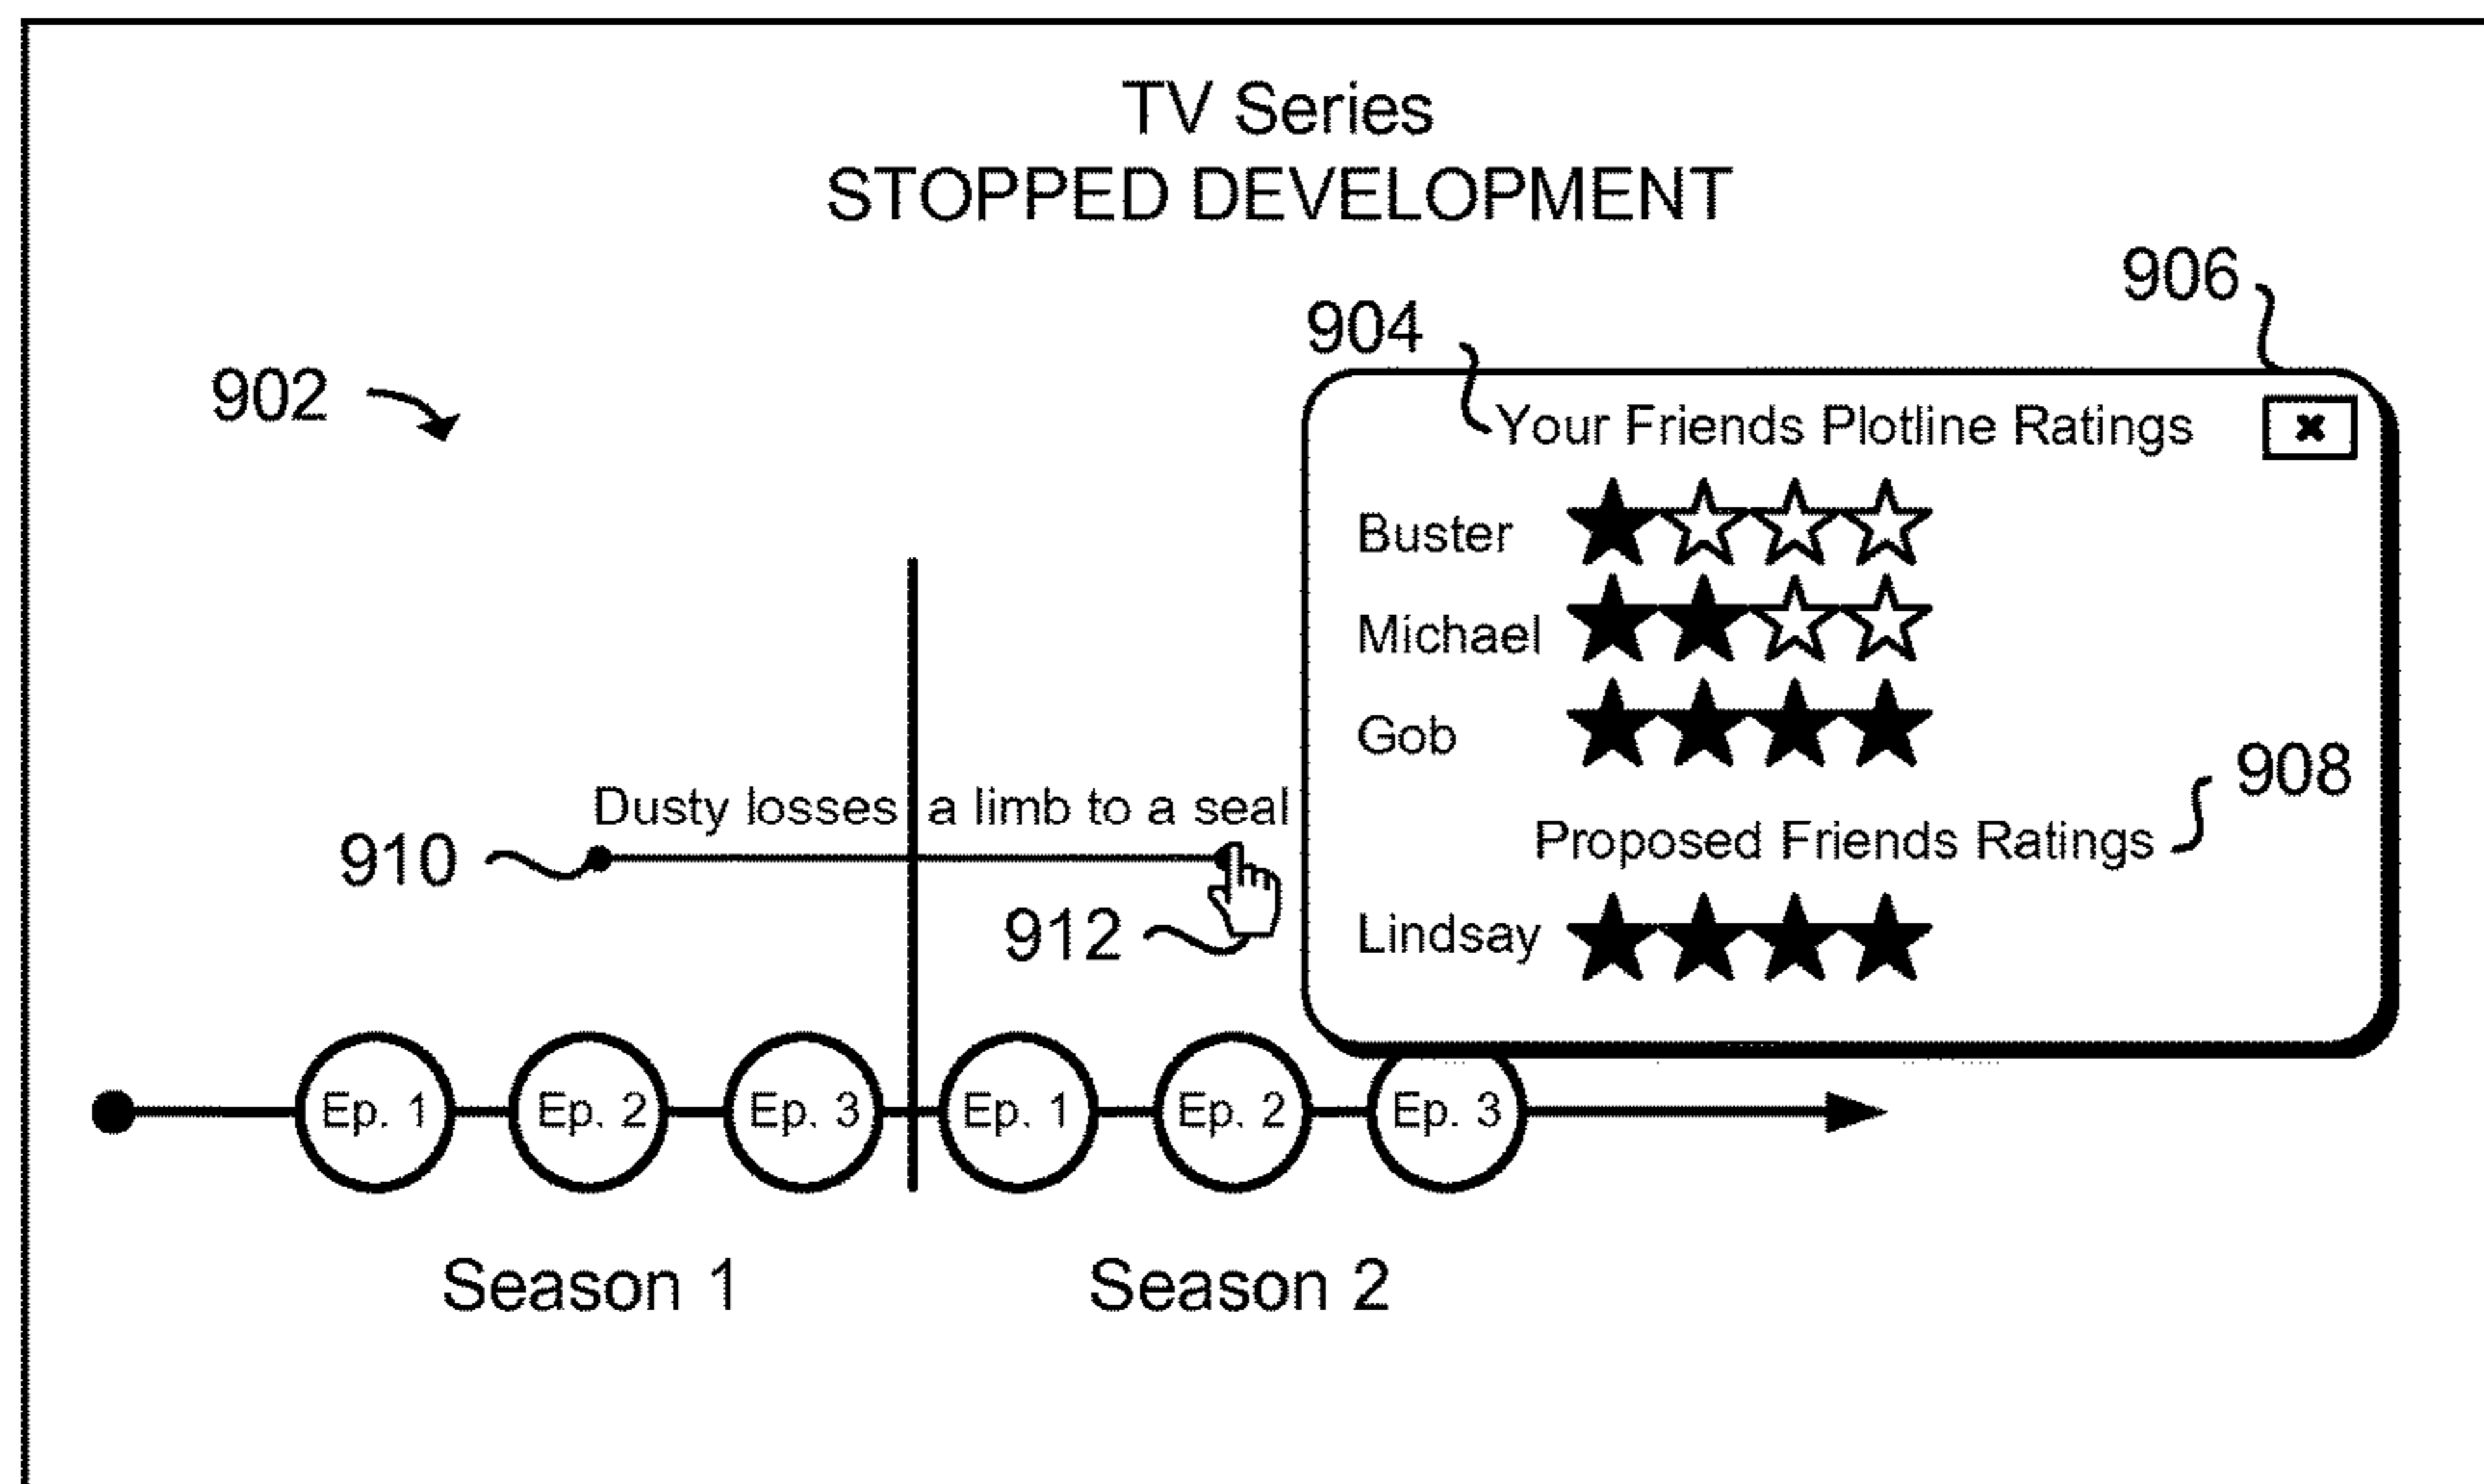 TV Series
STOPPED DEVELOPMENT
906
904
902
Your Friends Plotline Ratings
Buster
Michael
Gob
908
Dusty losses a limb to a seal
Proposed Friends Ratings
910
912
Lindsay
Ep. 1 Ep. 2 Ep. 3 Ep. 1 Ep. 2 Ep. 3
Season 1 Season 2